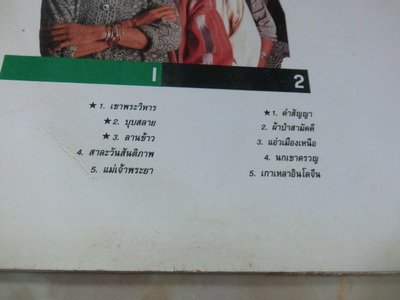 1
★ 1. เขาพระวิหาร
★ 2. บุบสลาย
★ 3. ลานข้าว
4. สาละวันสันติภาพ
5. แม่เจ้าพระยา
2
★ 1. คำสัญญา
2. ผ้าป่าสามัคคี
3. แอ่วเมืองเหนือ
4. นกเขาครวญ
5. เกาเหลาอินโดจีน